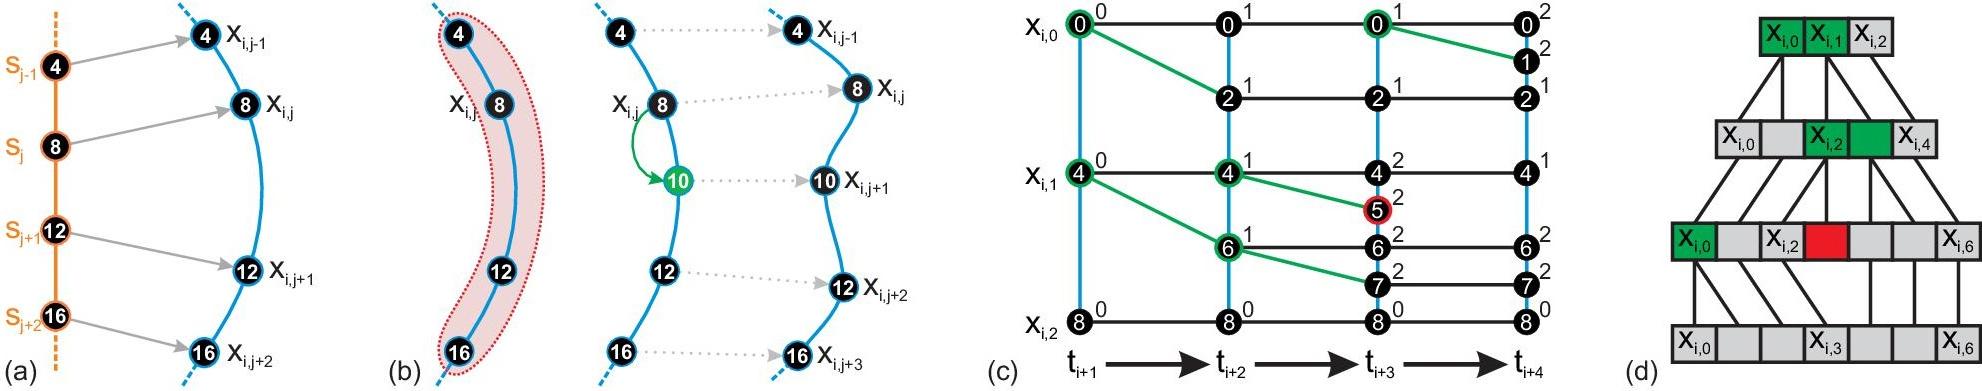 (a)
s_{j-1} 4
4 x_{i,j-1}
s_j 8
8 x_{i,j}
s_{j+1} 12
12 x_{i,j+1}
s_{j+2} 16
16 x_{i,j+2}
(b)
4
x_{i,j} 8
12
16
4
x_{i,j} 8
10
12
16
4 x_{i,j-1}
8 x_{i,j}
10 x_{i,j+1}
12 x_{i,j+2}
16 x_{i,j+3}
(c)
x_{i,0} 0^0 0^1 0^1 0^2
1^2
2^1 2^1 2^1
x_{i,1} 4^0 4^1 4^2 4^1
5^2
6^1 6^2 6^2
7^2 7^2
x_{i,2} 8^0 8^0 8^0 8^0
t_{i+1} t_{i+2} t_{i+3} t_{i+4}
(d)
x_{i,0} x_{i,1} x_{i,2}
x_{i,0} x_{i,2} x_{i,4}
x_{i,0} x_{i,2} x_{i,6}
x_{i,0} x_{i,3} x_{i,6}